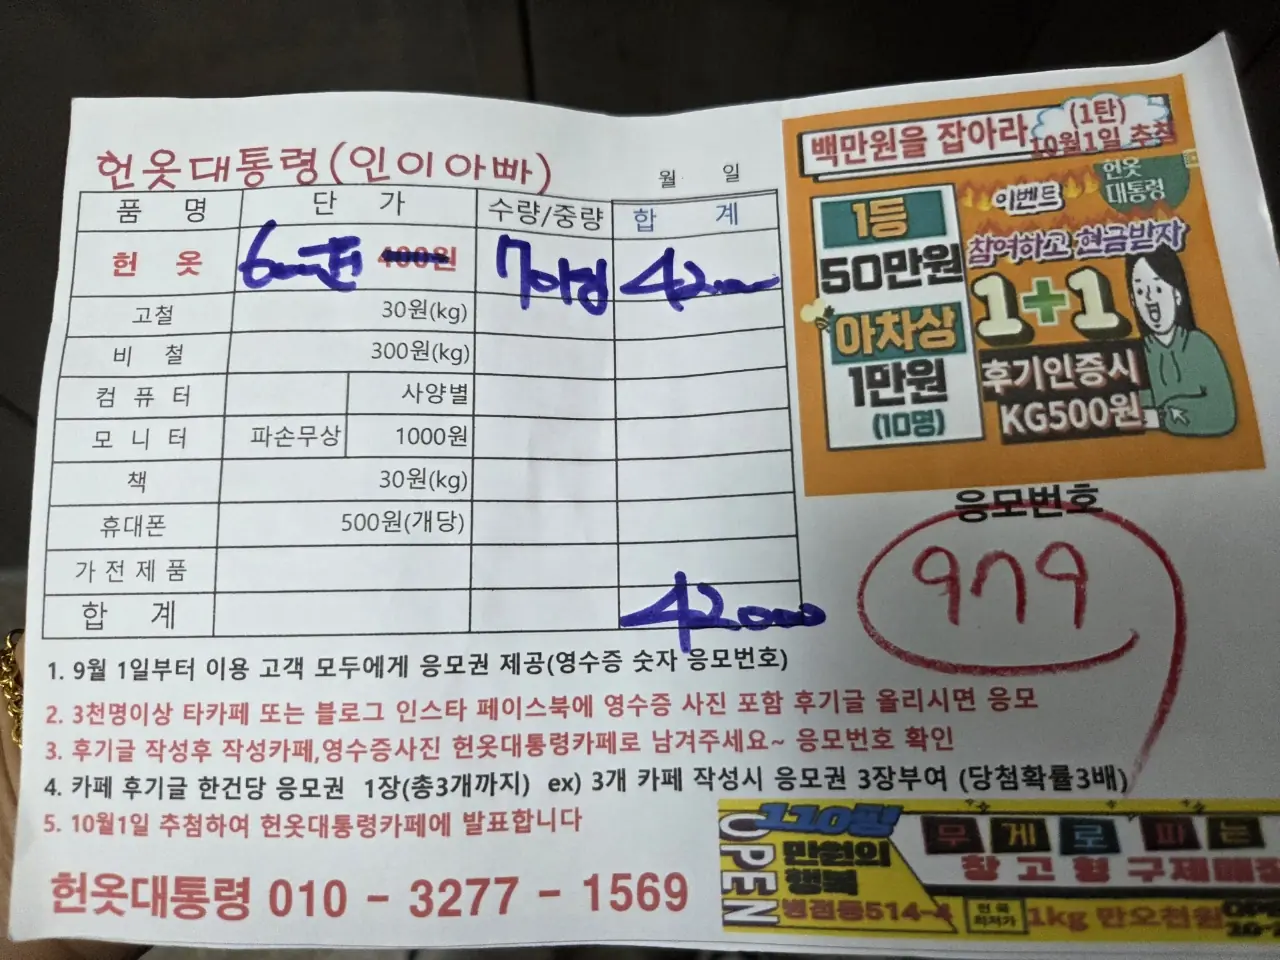 헌옷대통령(인이아빠)
월 일
품 명 단 가 수량/중량 합 계
헌 옷 400원
고철 30원(kg)
비 철 300원(kg)
컴 퓨 터 사양별
모 니 터 파손무상 1000원
책 30원(kg)
휴대폰 500원(개당)
가 전 제 품
합 계 42000
1. 9월 1일부터 이용 고객 모두에게 응모권 제공(영수증 숫자 응모번호)
2. 3천명이상 타카페 또는 블로그 인스타 페이스북에 영수증 사진 포함 후기글 올리시면 응모
3. 후기글 작성후 작성카페,영수증사진 헌옷대통령카페로 남겨주세요~ 응모번호 확인
4. 카페 후기글 한건당 응모권 1장(총3개까지) ex) 3개 카페 작성시 응모권 3장부여 (당첨확률3배)
5. 10월1일 추첨하여 헌옷대통령카페에 발표합니다
헌옷대통령 010 - 3277 - 1569
백만원을 잡아라
(1탄)
10월1일 추첨
헌옷
대통령
이벤트
참여하고 현금받자
1등
50만원
아차상
1만원
(10명)
1+1
후기인증시
KG500원
응모번호
979
OPEN
110평
만원의
행복
병점동514-4
무게로 파는
창고형 구제매장
전국
최저가
1kg 만오천원